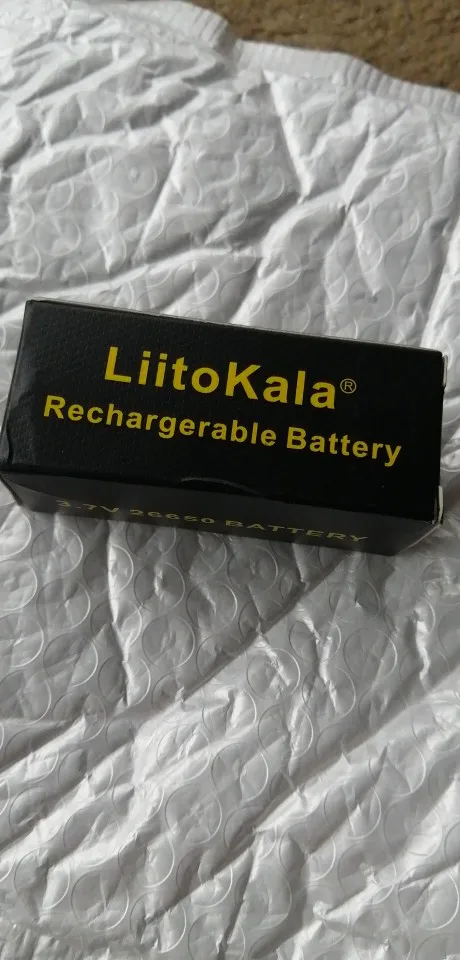 LiitoKala®
Rechargerable Battery
3.7V 26650 BATTERY